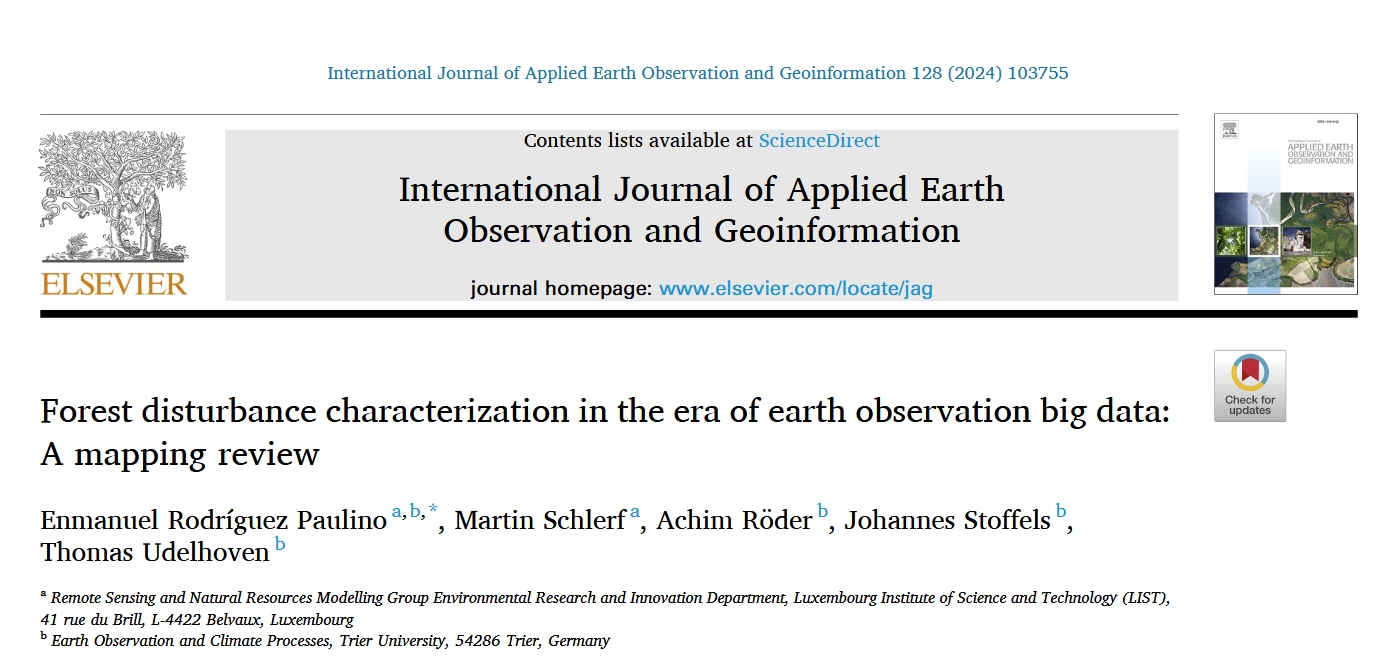 International Journal of Applied Earth Observation and Geoinformation 128 (2024) 103755
Contents lists available at ScienceDirect
International Journal of Applied Earth
Observation and Geoinformation
journal homepage: www.elsevier.com/locate/jag
NON SOLUS
ELSEVIER
APPLIED EARTH
OBSERVATION AND
GEOINFORMATION
Check for
updates
Forest disturbance characterization in the era of earth observation big data:
A mapping review
Enmanuel Rodríguez Paulino a,b,*, Martin Schlerf a, Achim Röder b, Johannes Stoffels b,
Thomas Udelhoven b
a Remote Sensing and Natural Resources Modelling Group Environmental Research and Innovation Department, Luxembourg Institute of Science and Technology (LIST),
41 rue du Brill, L-4422 Belvaux, Luxembourg
b Earth Observation and Climate Processes, Trier University, 54286 Trier, Germany